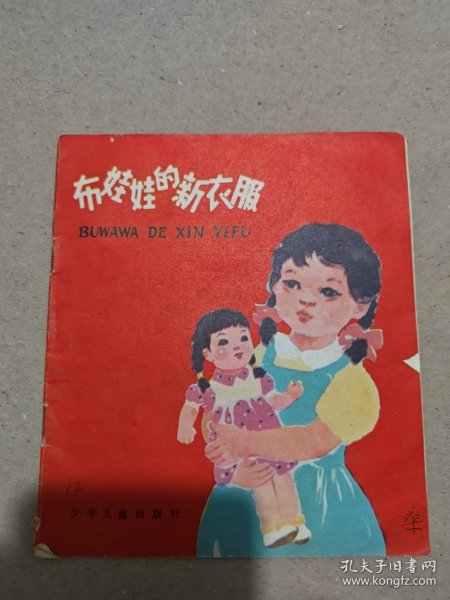 布娃娃的新衣服
BUWAWA DE XIN YIFU
12
少年儿童出版社
孔夫子旧书网
www.kongfz.com